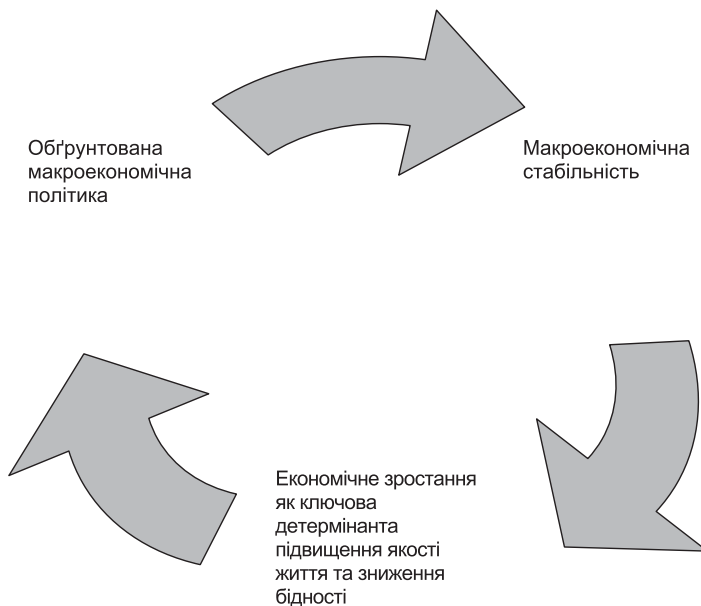 Обґрунтована
макроекономічна
політика
Макроекономічна
стабільність
Економічне зростання
як ключова
детермінанта
підвищення якості
життя та зниження
бідності